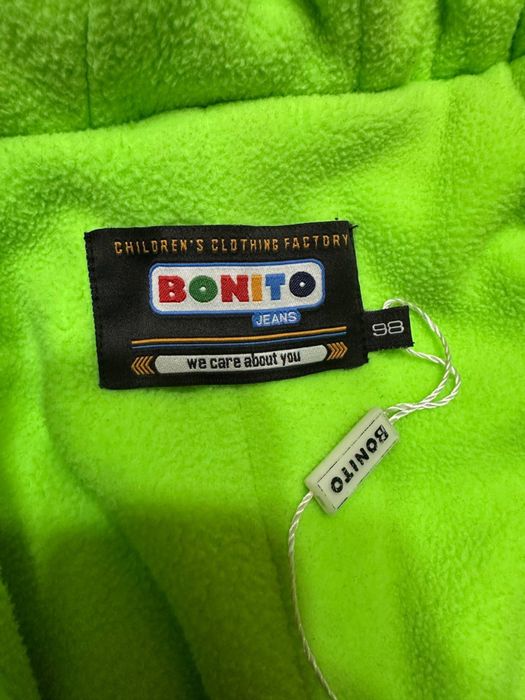 CHILDREN'S CLOTHING FACTORY
BONITO
JEANS
we care about you
98
BONITO